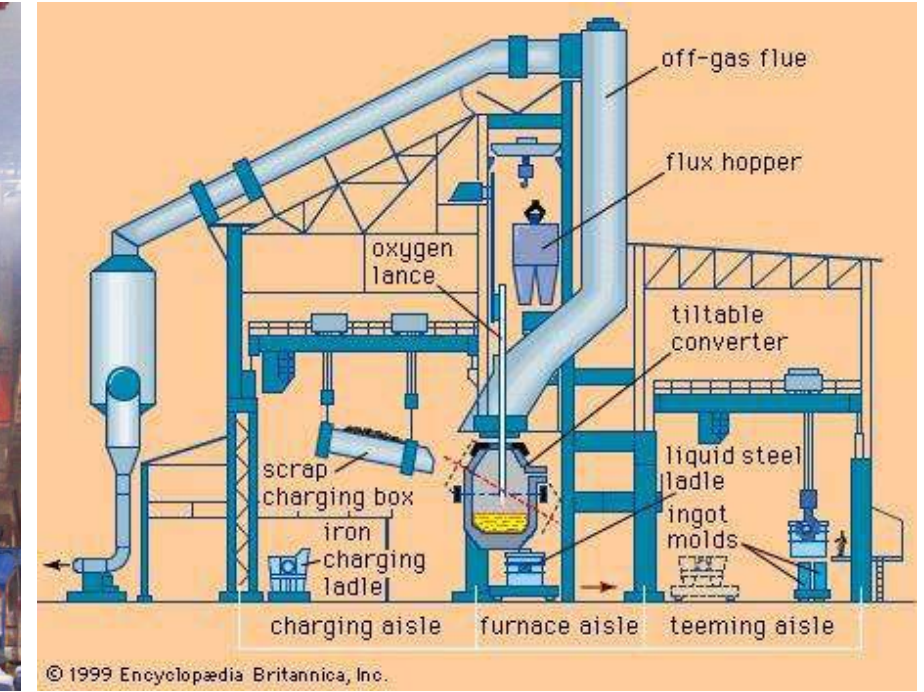 off-gas flue
flux hopper
oxygen
lance
tiltable
converter
scrap
charging box
liquid steel
ladle
iron
charging
ladle
ingot
molds
charging aisle
furnace aisle
teeming aisle
© 1999 Encyclopædia Britannica, Inc.